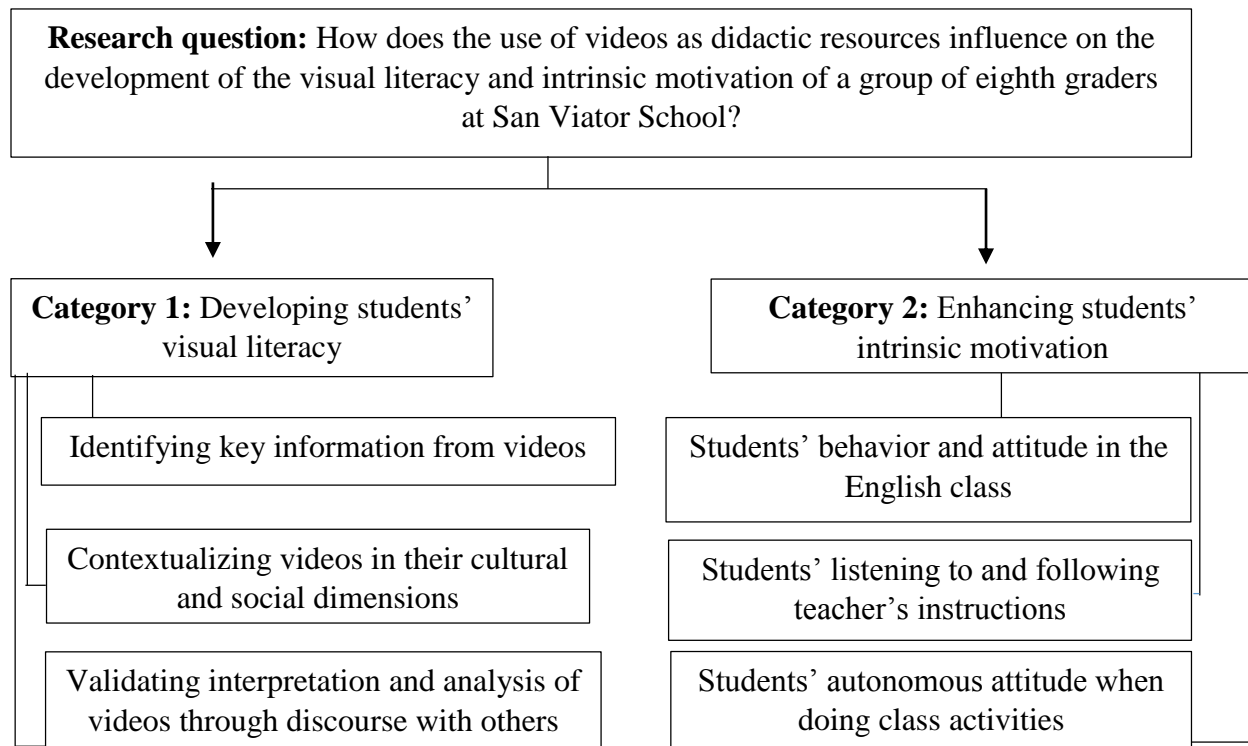 Research question: How does the use of videos as didactic resources influence on the
development of the visual literacy and intrinsic motivation of a group of eighth graders
at San Viator School?
Category 1: Developing students’
visual literacy
Category 2: Enhancing students’
intrinsic motivation
Identifying key information from videos
Contextualizing videos in their cultural
and social dimensions
Validating interpretation and analysis of
videos through discourse with others
Students’ behavior and attitude in the
English class
Students’ listening to and following
teacher’s instructions
Students’ autonomous attitude when
doing class activities